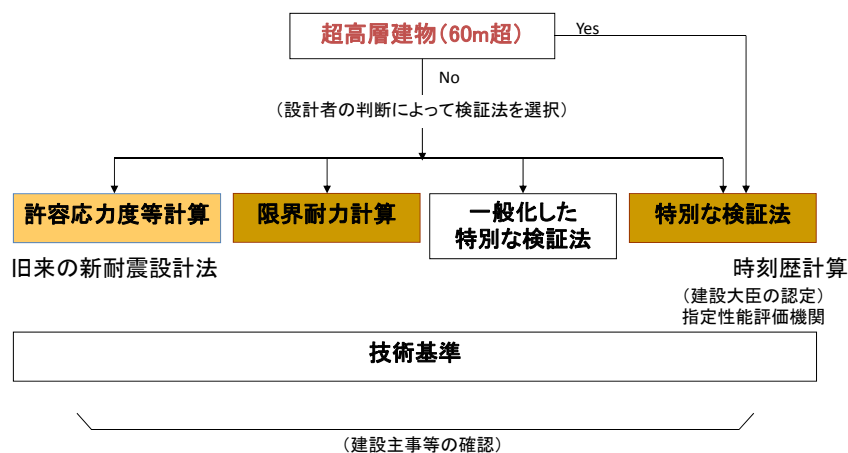 超高層建物（60m超）
Yes
No
（設計者の判断によって検証法を選択）
許容応力度等計算
限界耐力計算
一般化した
特別な検証法
特別な検証法
旧来の新耐震設計法
時刻歴計算
（建設大臣の認定）
指定性能評価機関
技術基準
（建設主事等の確認）